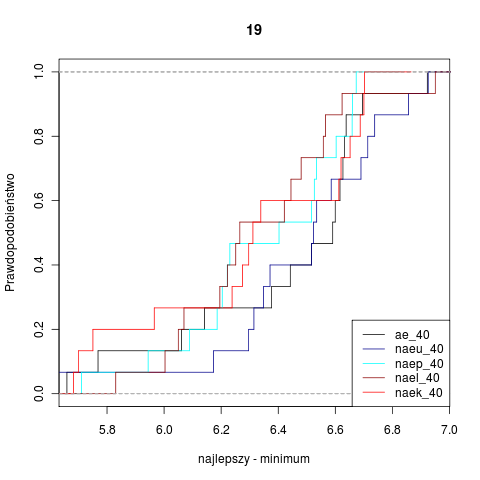 19
Prawdopodobieństwo
1.0
0.8
0.6
0.4
0.2
0.0
ae_40
naeu_40
naep_40
nael_40
naek_40
5.8 6.0 6.2 6.4 6.6 6.8 7.0
najlepszy - minimum